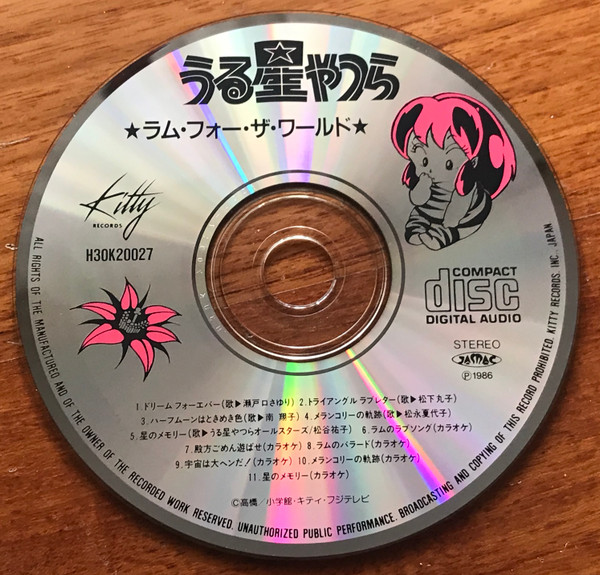 うる星やつら
★ラム・フォー・ザ・ワールド★
Kitty
RECORDS
H30K20027
COMPACT
disc
DIGITAL AUDIO
STEREO
JASRAC
Ⓟ1986
1.ドリーム フォーエバー(歌▶瀬戸口さゆり) 2.トライアングル ラブレター(歌▶松下丸子)
3.ハーフムーンはときめき色(歌▶南 翔子) 4.メランコリーの軌跡(歌▶松永夏代子)
5.星のメモリー(歌▶うる星やつらオールスターズ/松谷祐子) 6.ラムのラブソング(カラオケ)
7.殿方ごめん遊ばせ(カラオケ) 8.ラムのバラード(カラオケ)
9.宇宙は大ヘンだ!(カラオケ) 10.メランコリーの軌跡(カラオケ)
11.星のメモリー(カラオケ)
©高橋/小学館・キティ・フジテレビ
ALL RIGHTS OF THE MANUFACTURED AND OF THE OWNER OF THE RECORDED WORK RESERVED. UNAUTHORIZED PUBLIC PERFORMANCE. BROADCASTING AND COPYING OF THIS RECORD PROHIBITED. KITTY RECORDS, INC., JAPAN